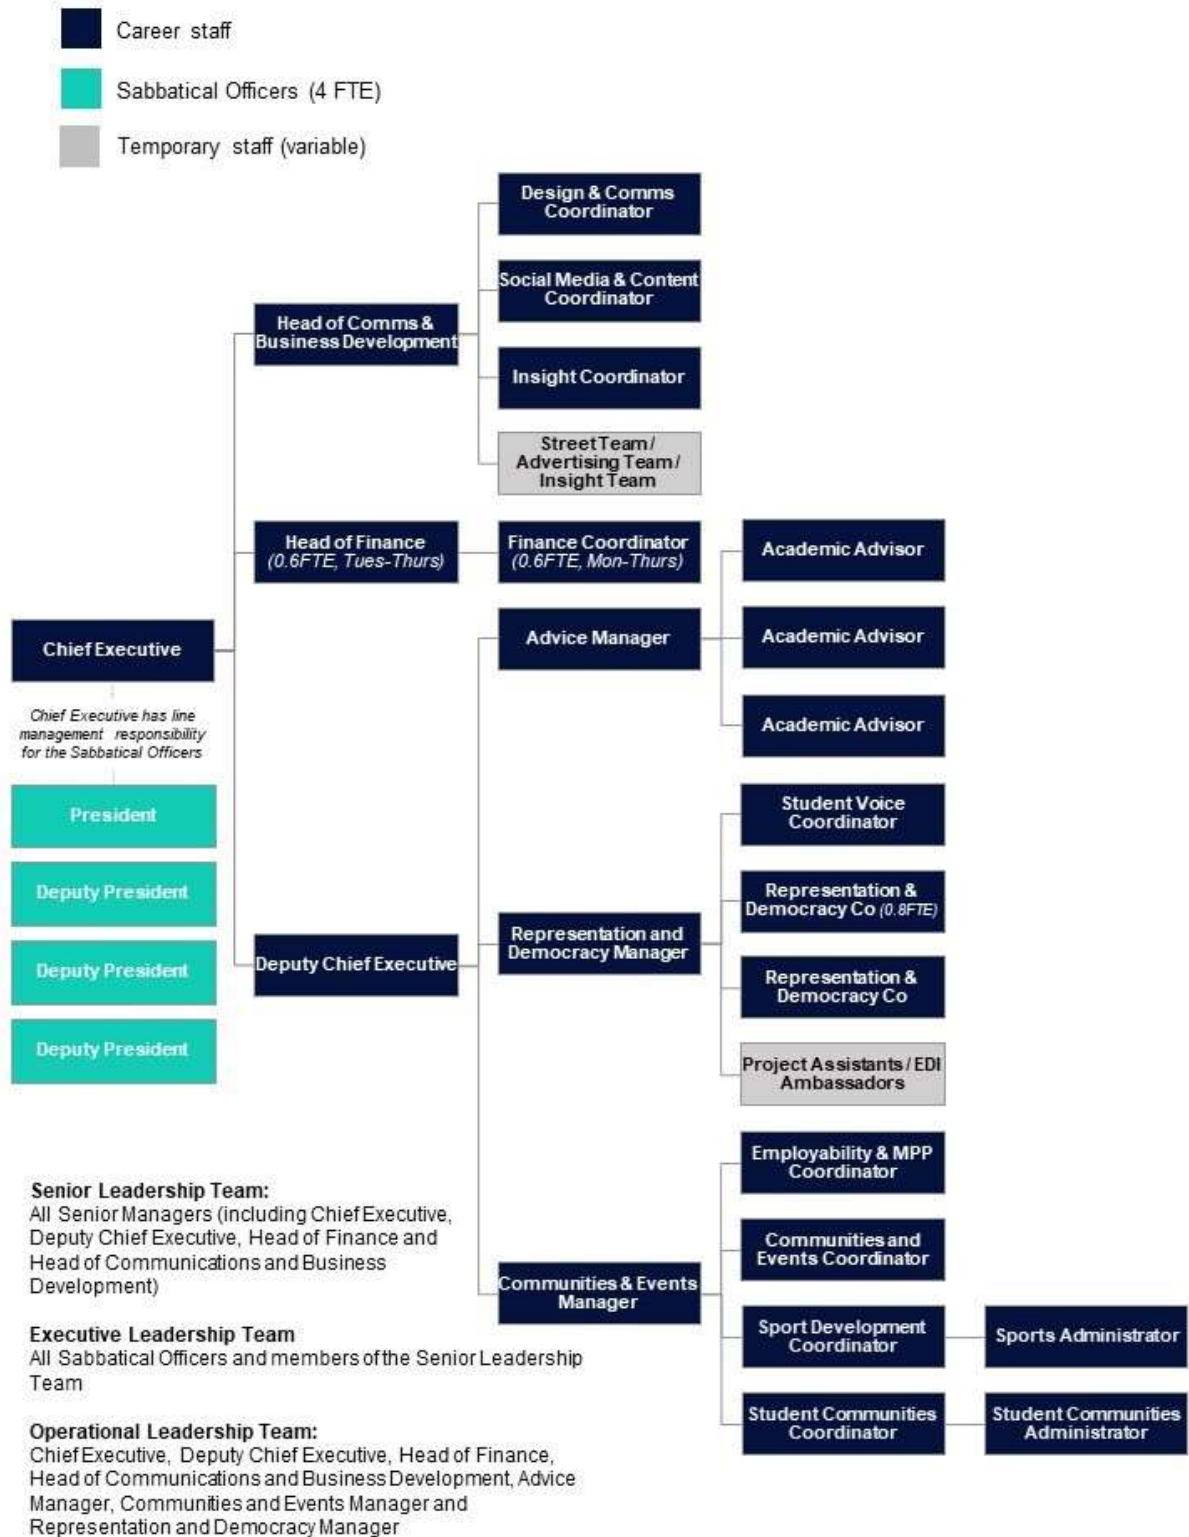 Career staff
Sabbatical Officers (4 FTE)
Temporary staff (variable)
Design & Comms
Coordinator
Social Media & Content
Coordinator
Head of Comms &
Business Development
Insight Coordinator
Street Team /
Advertising Team /
Insight Team
Head of Finance
(0.6FTE, Tues-Thurs)
Finance Coordinator
(0.6FTE, Mon-Thurs)
Academic Advisor
Chief Executive
Advice Manager
Academic Advisor
Academic Advisor
Chief Executive has line
management responsibility
for the Sabbatical Officers
President
Deputy President
Deputy President
Deputy President
Deputy Chief Executive
Representation and
Democracy Manager
Student Voice
Coordinator
Representation &
Democracy Co (0.8FTE)
Representation &
Democracy Co
Project Assistants / EDI
Ambassadors
Communities & Events
Manager
Employability & MPP
Coordinator
Communities and
Events Coordinator
Sport Development
Coordinator
Sports Administrator
Student Communities
Coordinator
Student Communities
Administrator
Senior Leadership Team:
All Senior Managers (including Chief Executive,
Deputy Chief Executive, Head of Finance and
Head of Communications and Business
Development)
Executive Leadership Team
All Sabbatical Officers and members of the Senior Leadership
Team
Operational Leadership Team:
Chief Executive, Deputy Chief Executive, Head of Finance,
Head of Communications and Business Development, Advice
Manager, Communities and Events Manager and
Representation and Democracy Manager